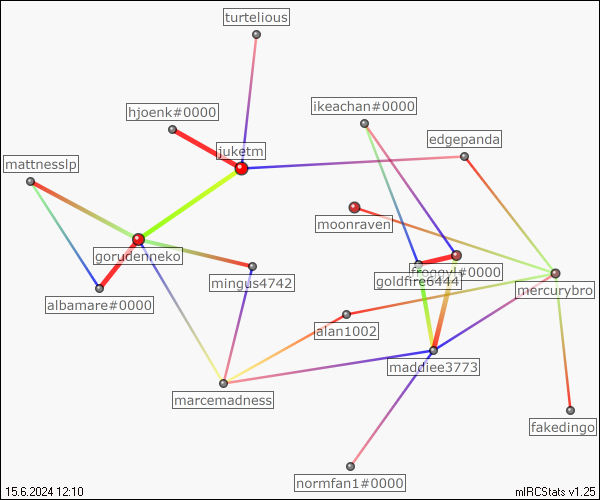 turtelious
ikeachan#0000
hjoenk#0000
edgepanda
juketm
mattnesslp
moonraven
gorudenneko
froggyl#0000
goldfire6444
mingus4742
mercurybro
albamare#0000
alan1002
maddiee3773
marcemadness
fakedingo
normfan1#0000
15.6.2024 12:10
mIRCStats v1.25